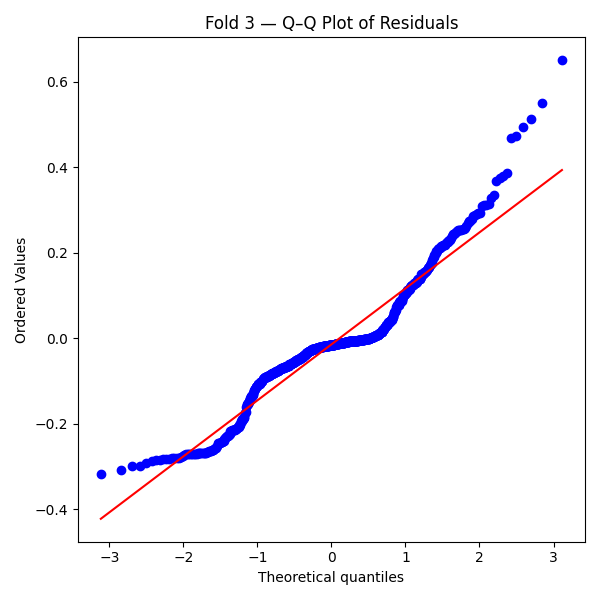 Fold 3 — Q–Q Plot of Residuals
Ordered Values
0.6
0.4
0.2
0.0
−0.2
−0.4
−3 −2 −1 0 1 2 3
Theoretical quantiles